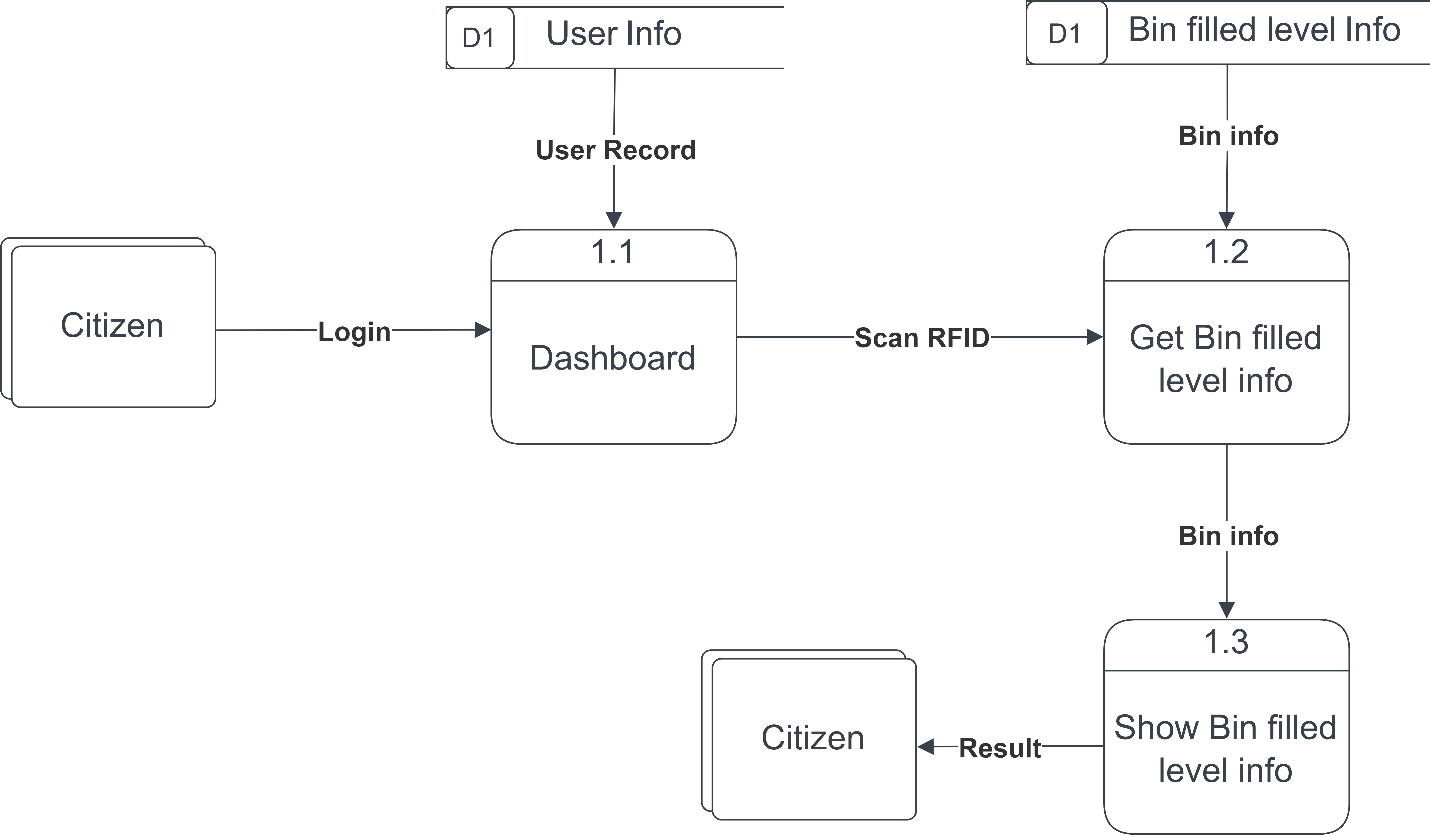 D1
User Info
D1
Bin filled level Info
User Record
Bin info
Citizen
Login
1.1
Dashboard
Scan RFID
1.2
Get Bin filled
level info
Bin info
1.3
Show Bin filled
level info
Result
Citizen